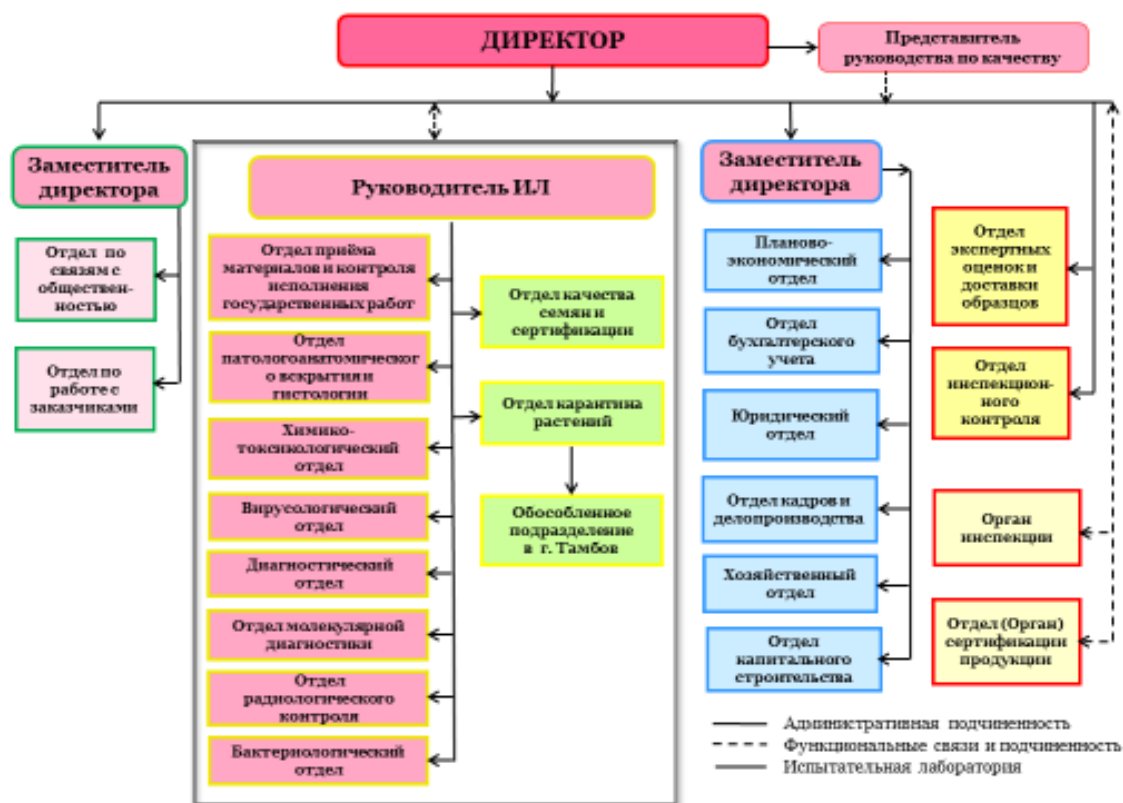 ДИРЕКТОР
Представитель
руководства по качеству
Заместитель
директора
Отдел по
связям с
общественн-
ностью
Отдел по
работе с
заказчиками
Руководитель ИЛ
Отдел приёма
материалов и контроля
исполнения
государственных работ
Отдел
патологоанатомическог
о вскрытия и
гистологии
Химико-
токсикологический
отдел
Вирусологический
отдел
Диагностический
отдел
Отдел молекулярной
диагностики
Отдел
радиологического
контроля
Бактериологический
отдел
Отдел качества
семян и
сертификации
Отдел карантина
растений
Обособленное
подразделение
в г. Тамбов
Заместитель
директора
Планово-
экономический
отдел
Отдел
бухгалтерского
учета
Юридический
отдел
Отдел кадров и
делопроизводства
Хозяйственный
отдел
Отдел
капитального
строительства
Отдел
экспертных
оценок и
доставки
образцов
Отдел
инспекцион-
ного
контроля
Орган
инспекции
Отдел (Орган)
сертификации
продукции
Административная подчиненность
Функциональные связи и подчиненность
Испытательная лаборатория